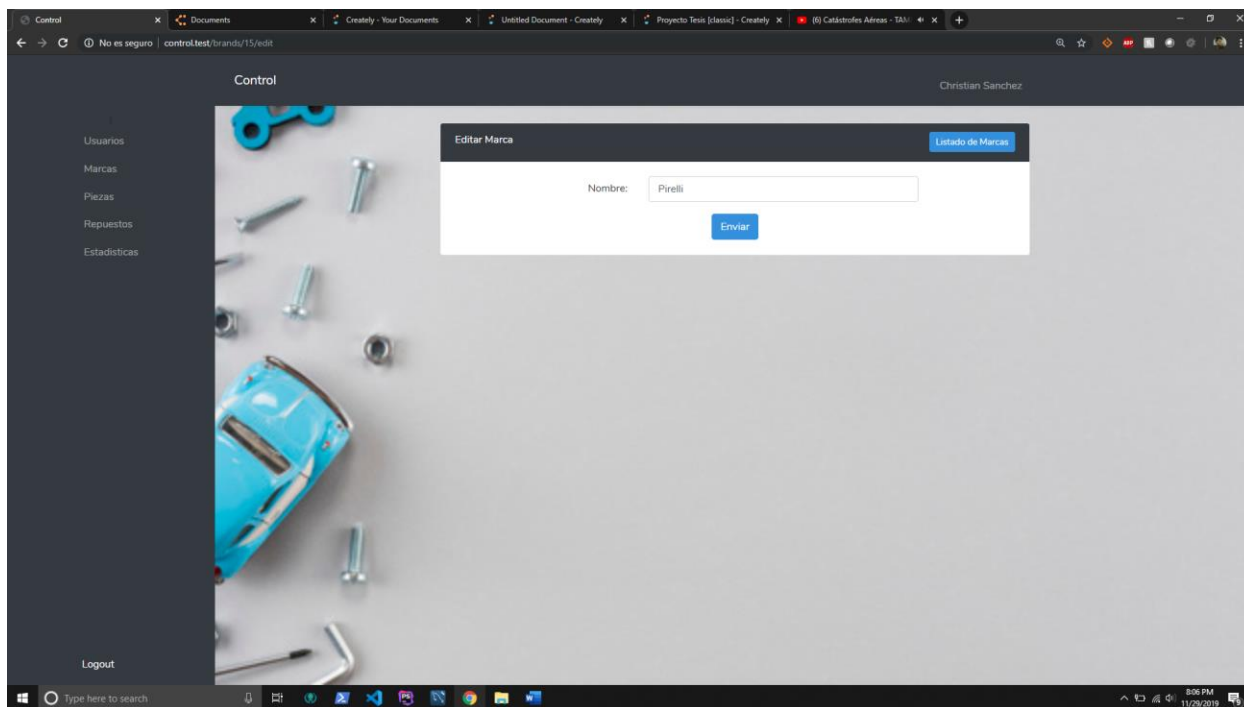 Control
Documents
Creately - Your Documents
Untitled Document - Creately
Proyecto Tesis [classic] - Creately
(6) Catástrofes Aéreas - TAM
No es seguro | control.test/brands/15/edit
ABP
Control
Christian Sanchez
Usuarios
Marcas
Piezas
Repuestos
Estadisticas
Editar Marca
Listado de Marcas
Nombre:
Pirelli
Enviar
Logout
Type here to search
PS
W
8:06 PM
11/29/2019